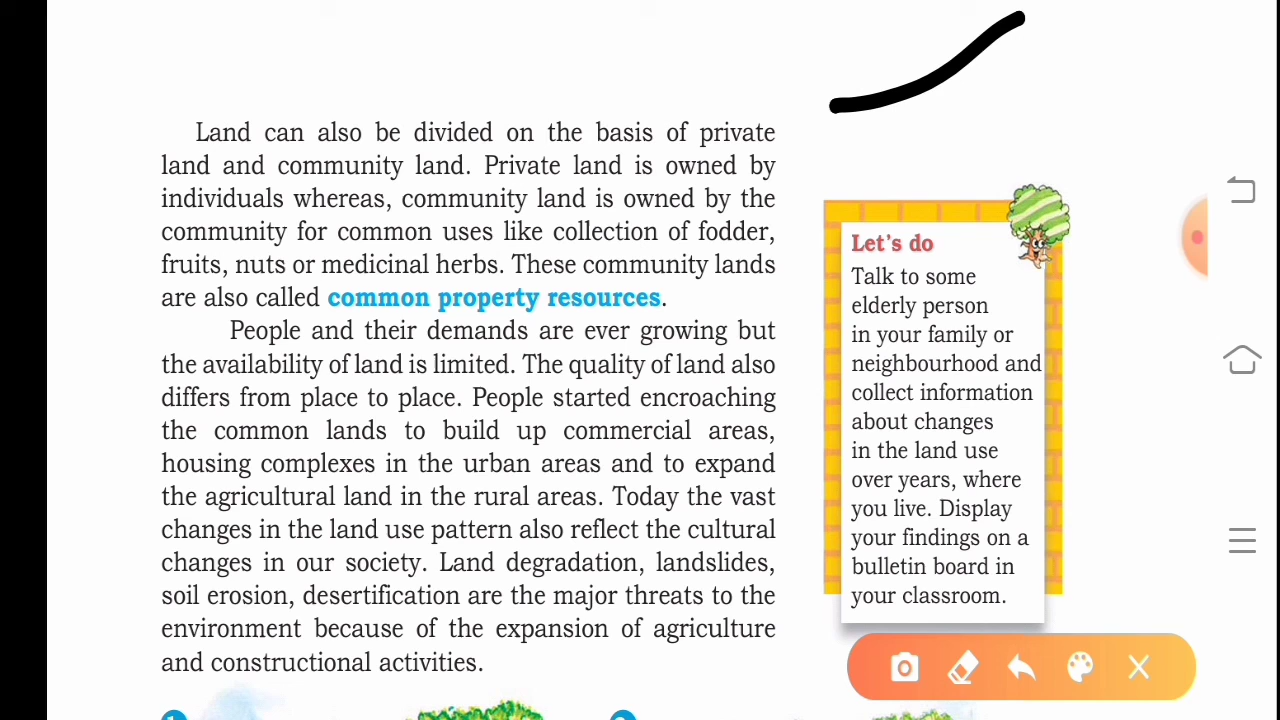 Land can also be divided on the basis of private
land and community land. Private land is owned by
individuals whereas, community land is owned by the
community for common uses like collection of fodder,
fruits, nuts or medicinal herbs. These community lands
are also called common property resources.
People and their demands are ever growing but
the availability of land is limited. The quality of land also
differs from place to place. People started encroaching
the common lands to build up commercial areas,
housing complexes in the urban areas and to expand
the agricultural land in the rural areas. Today the vast
changes in the land use pattern also reflect the cultural
changes in our society. Land degradation, landslides,
soil erosion, desertification are the major threats to the
environment because of the expansion of agriculture
and constructional activities.
Let's do
Talk to some
elderly person
in your family or
neighbourhood and
collect information
about changes
in the land use
over years, where
you live. Display
your findings on a
bulletin board in
your classroom.